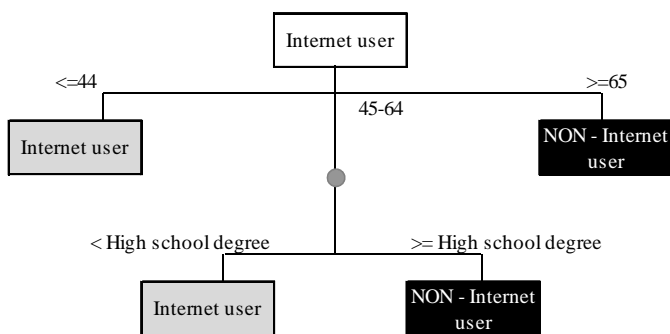 Internet user
<=44
>=65
45-64
Internet user
NON - Internet
user
< High school degree
>= High school degree
Internet user
NON - Internet
user